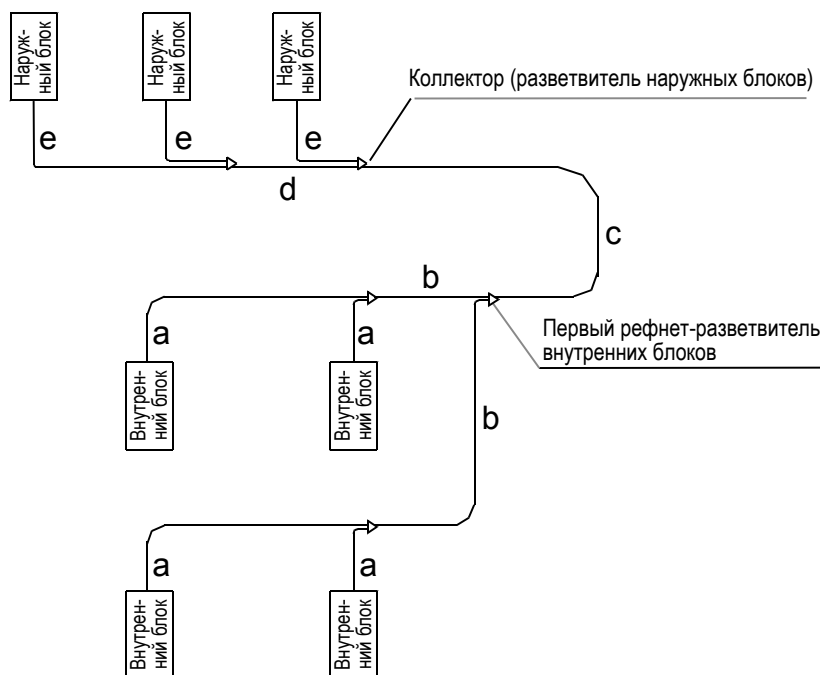 Наруж-
ный блок
Наруж-
ный блок
Наруж-
ный блок
Коллектор (разветвитель наружных блоков)
e
e
e
d
c
b
a
a
Первый рефнет-разветвитель
внутренних блоков
Внутрен-
ний блок
Внутрен-
ний блок
b
a
a
Внутрен-
ний блок
Внутрен-
ний блок